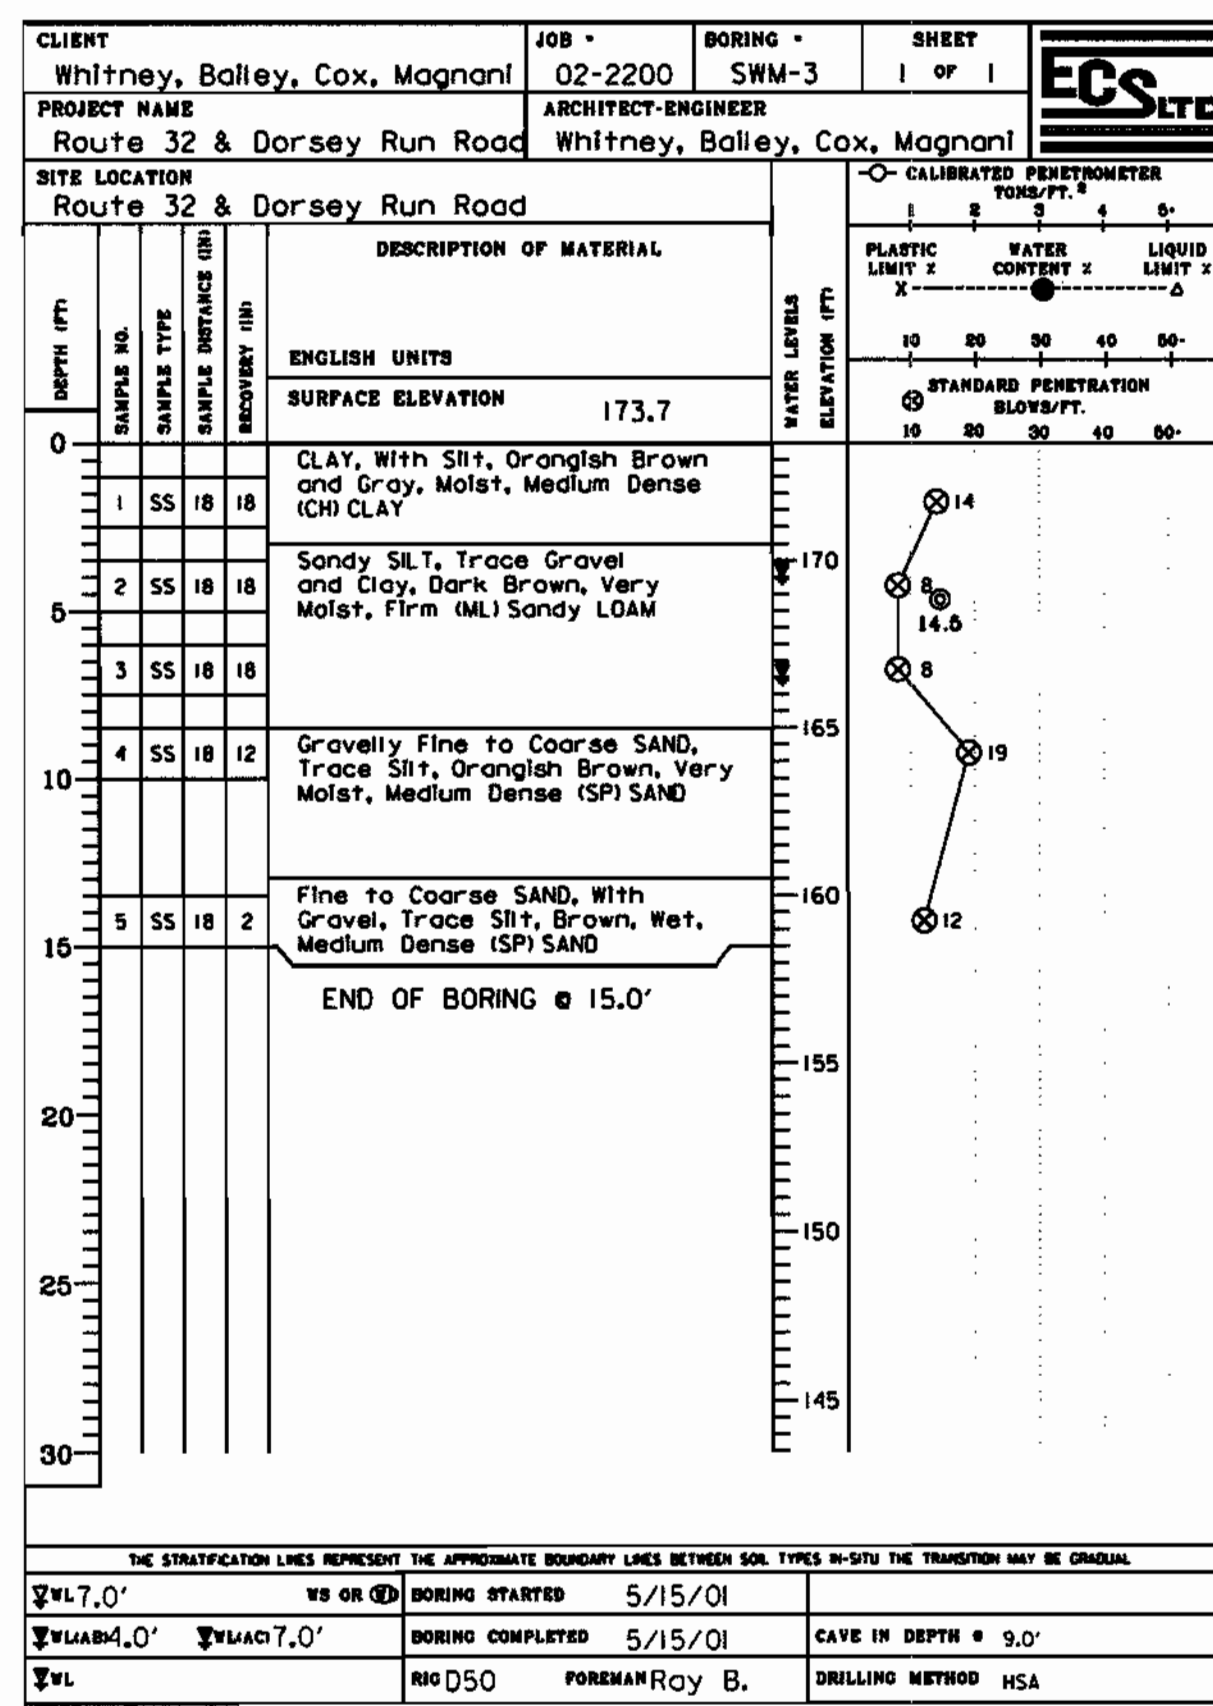 CLIENT
Whitney, Bailey, Cox, Magnani
JOB •
02-2200
BORING •
SWM-3
SHEET
1 OF 1
ECS LTD
PROJECT NAME
Route 32 & Dorsey Run Road
ARCHITECT-ENGINEER
Whitney, Bailey, Cox, Magnani
SITE LOCATION
Route 32 & Dorsey Run Road
-O- CALIBRATED PENETROMETER
TONS/FT.²
1 2 3 4 5+
PLASTIC LIMIT % WATER CONTENT % LIQUID LIMIT %
X Δ
10 20 30 40 50+
⊗ STANDARD PENETRATION
BLOWS/FT.
10 20 30 40 50+
DEPTH (FT)
SAMPLE NO.
SAMPLE TYPE
SAMPLE DISTANCE (IN)
RECOVERY (IN)
DESCRIPTION OF MATERIAL
ENGLISH UNITS
SURFACE ELEVATION 173.7
WATER LEVELS
ELEVATION (FT)
0
CLAY, With Silt, Orangish Brown
and Gray, Moist, Medium Dense
(CH) CLAY
1 SS 18 18
14
170
Sandy SILT, Trace Gravel
and Clay, Dark Brown, Very
Moist, Firm (ML) Sandy LOAM
2 SS 18 18
8
14.5
5
3 SS 18 18
8
165
Gravelly Fine to Coarse SAND,
Trace Silt, Orangish Brown, Very
Moist, Medium Dense (SP) SAND
4 SS 18 12
19
10
160
Fine to Coarse SAND, With
Gravel, Trace Silt, Brown, Wet,
Medium Dense (SP) SAND
5 SS 18 2
12
15
END OF BORING @ 15.0'
155
20
150
25
145
30
THE STRATIFICATION LINES REPRESENT THE APPROXIMATE BOUNDARY LINES BETWEEN SOIL TYPES IN-SITU THE TRANSITION MAY BE GRADUAL
WL 7.0' WS OR WD
BORING STARTED 5/15/01
WL(AB) 4.0' WL(AC) 7.0'
BORING COMPLETED 5/15/01
CAVE IN DEPTH @ 9.0'
WL
RIG D50 FOREMAN Ray B.
DRILLING METHOD HSA